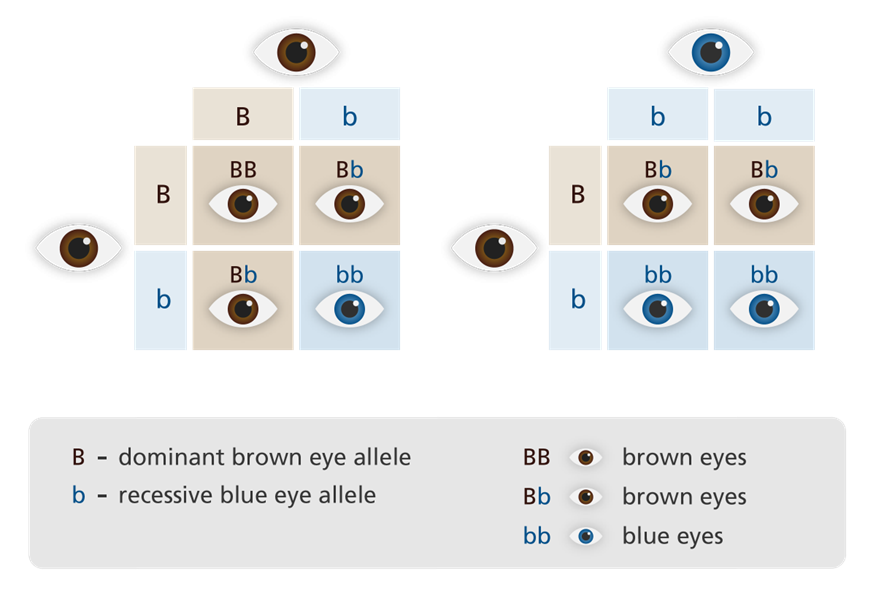 B b b b
BB Bb Bb Bb
B B
Bb bb bb bb
b b
B - dominant brown eye allele
b - recessive blue eye allele
BB brown eyes
Bb brown eyes
bb blue eyes